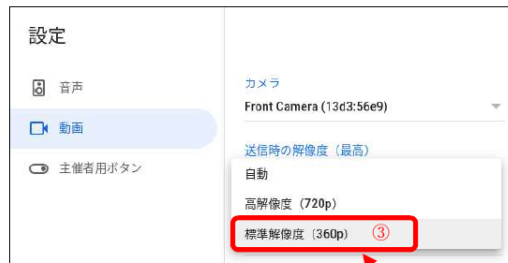 設定
音声
動画
主催者用ボタン
カメラ
Front Camera (13d3:56e9)
送信時の解像度（最高）
自動
高解像度（720p）
標準解像度（360p） ③